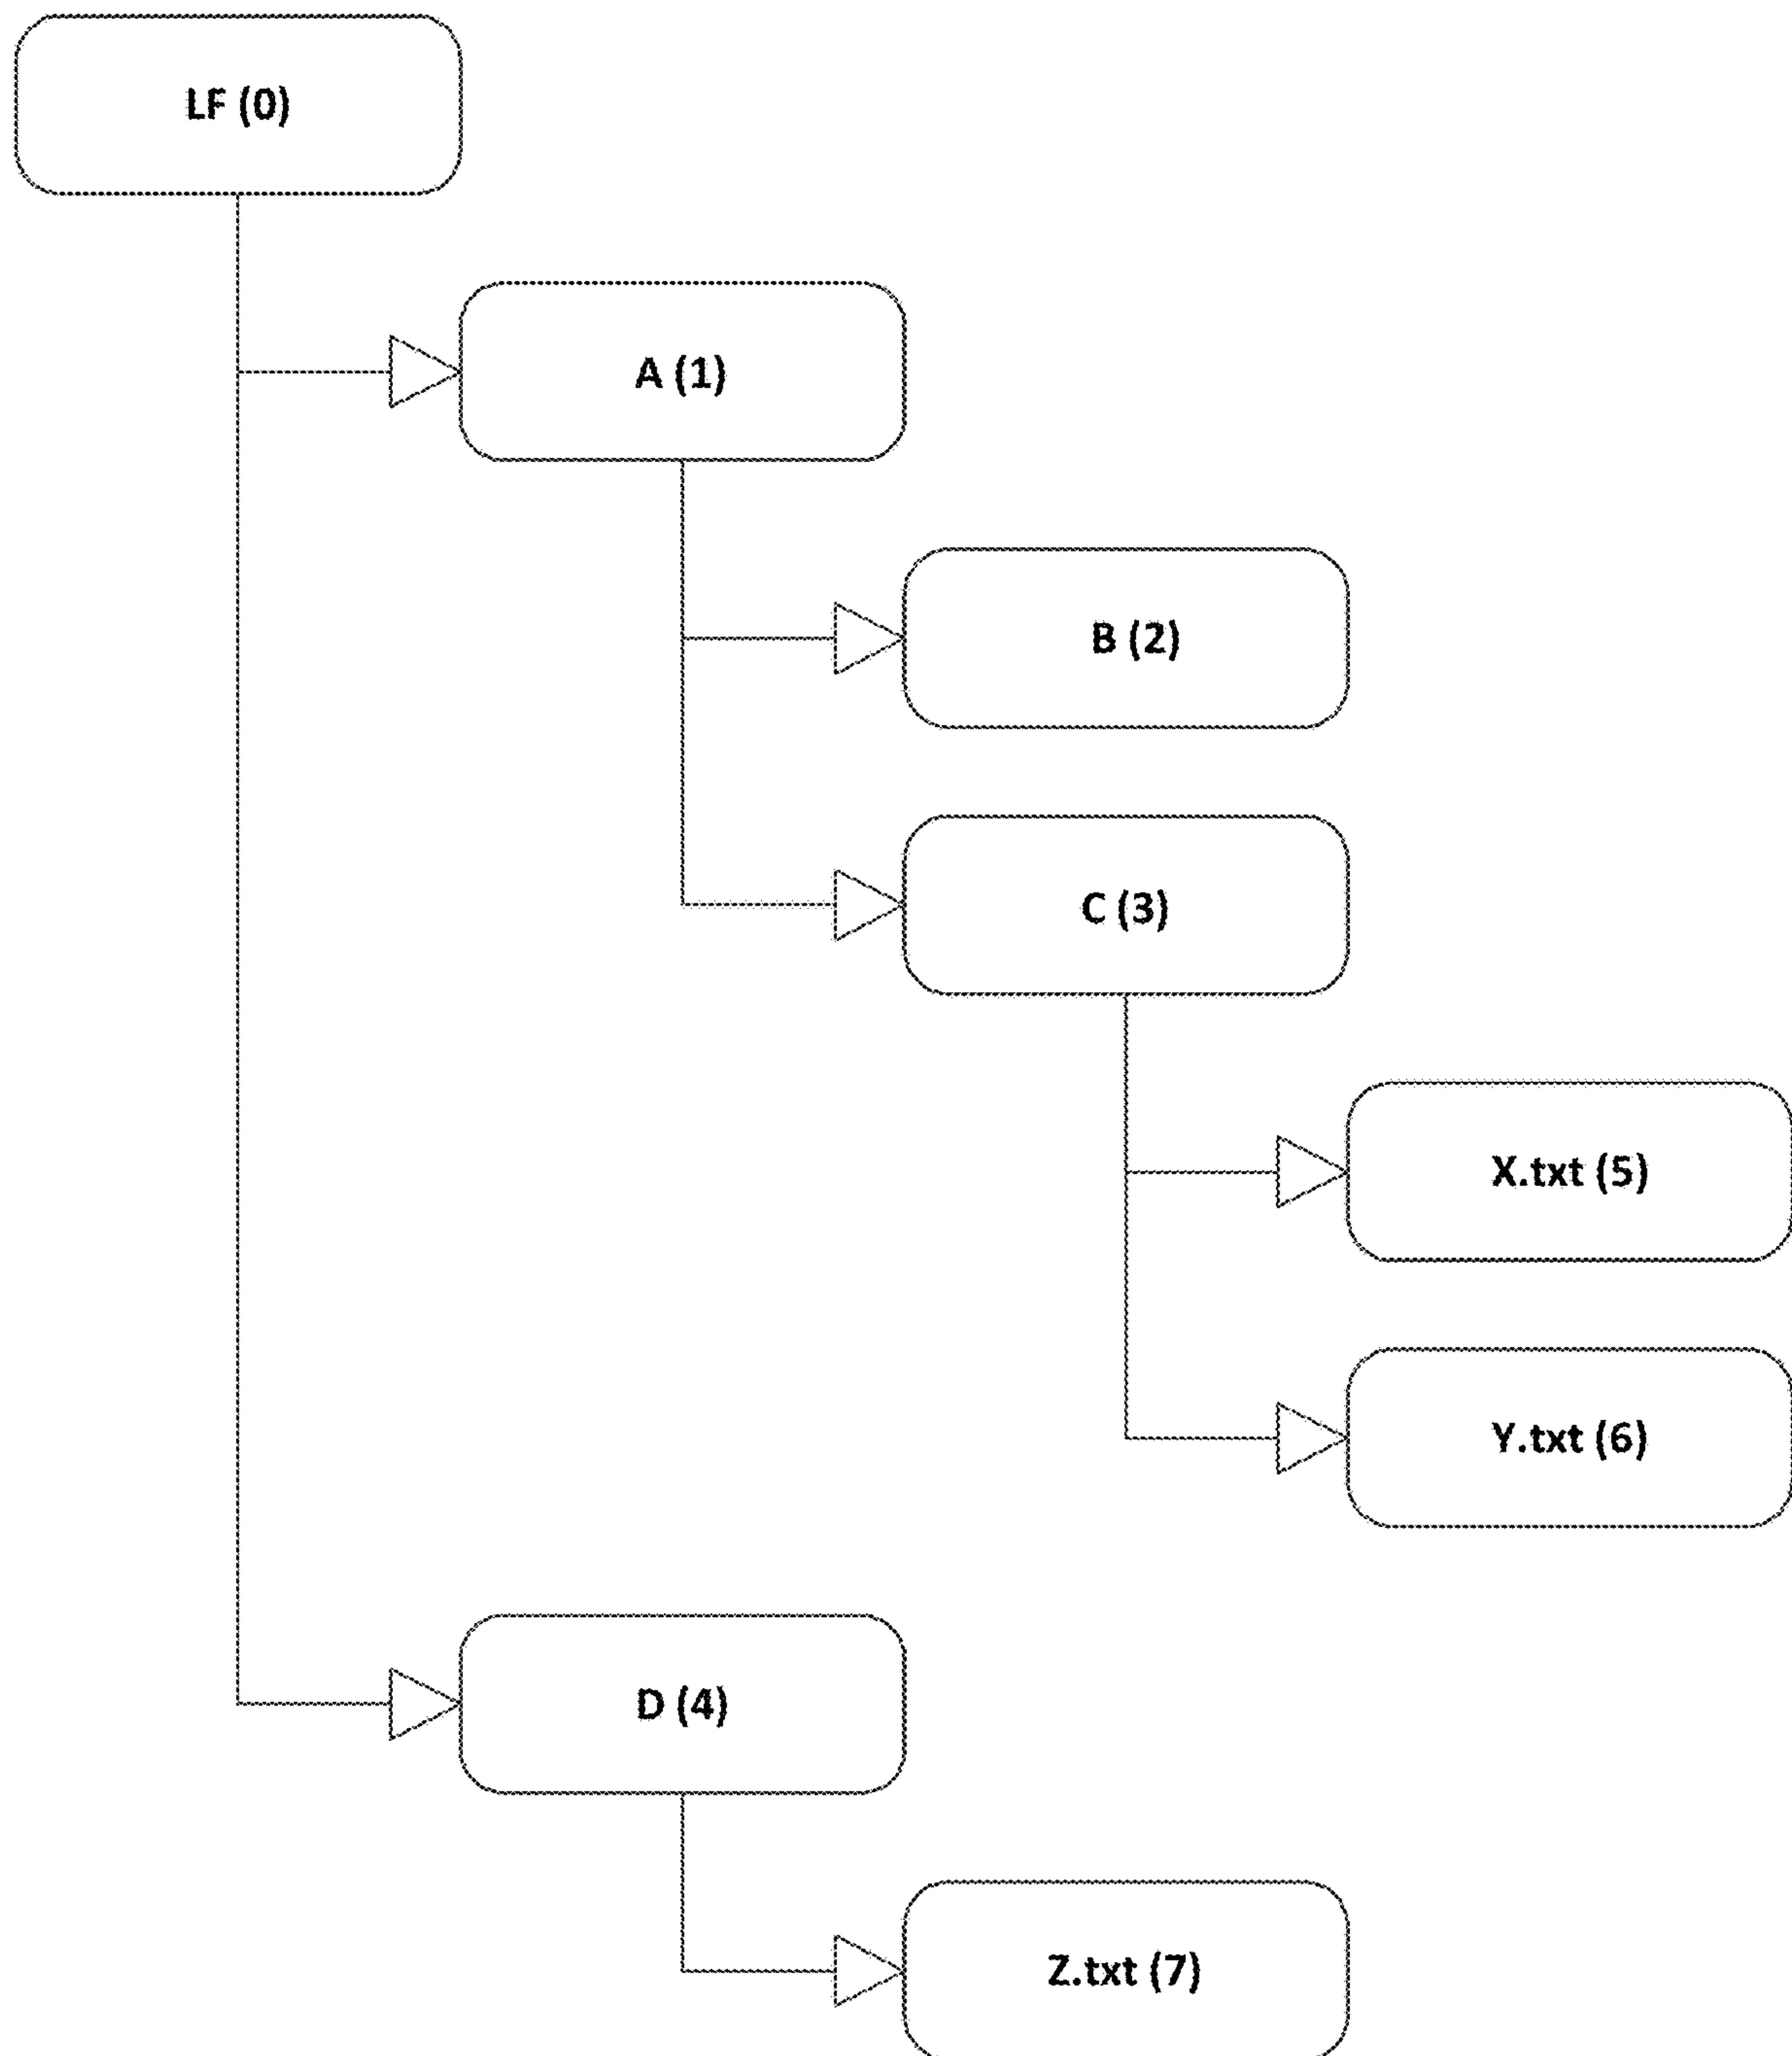 LF (0)
A (1)
B (2)
C (3)
X.txt (5)
Y.txt (6)
D (4)
Z.txt (7)